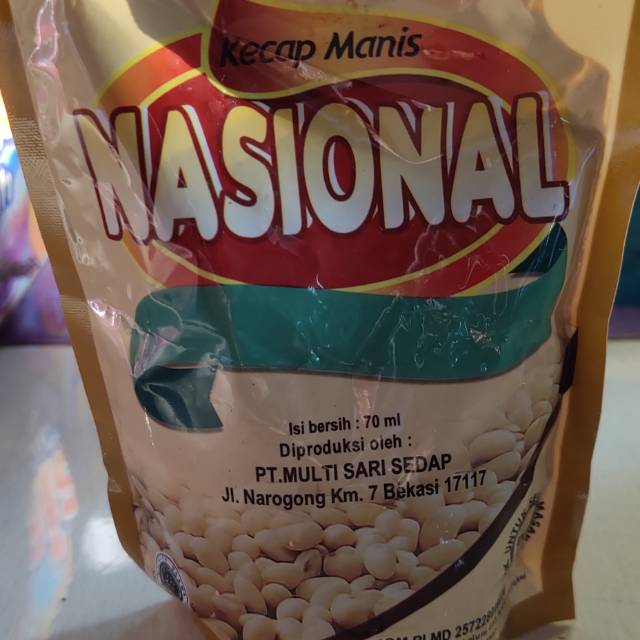 Kecap Manis
NASIONAL
Isi bersih : 70 ml
Diproduksi oleh :
PT.MULTI SARI SEDAP
Jl. Narogong Km. 7 Bekasi 17117
MD